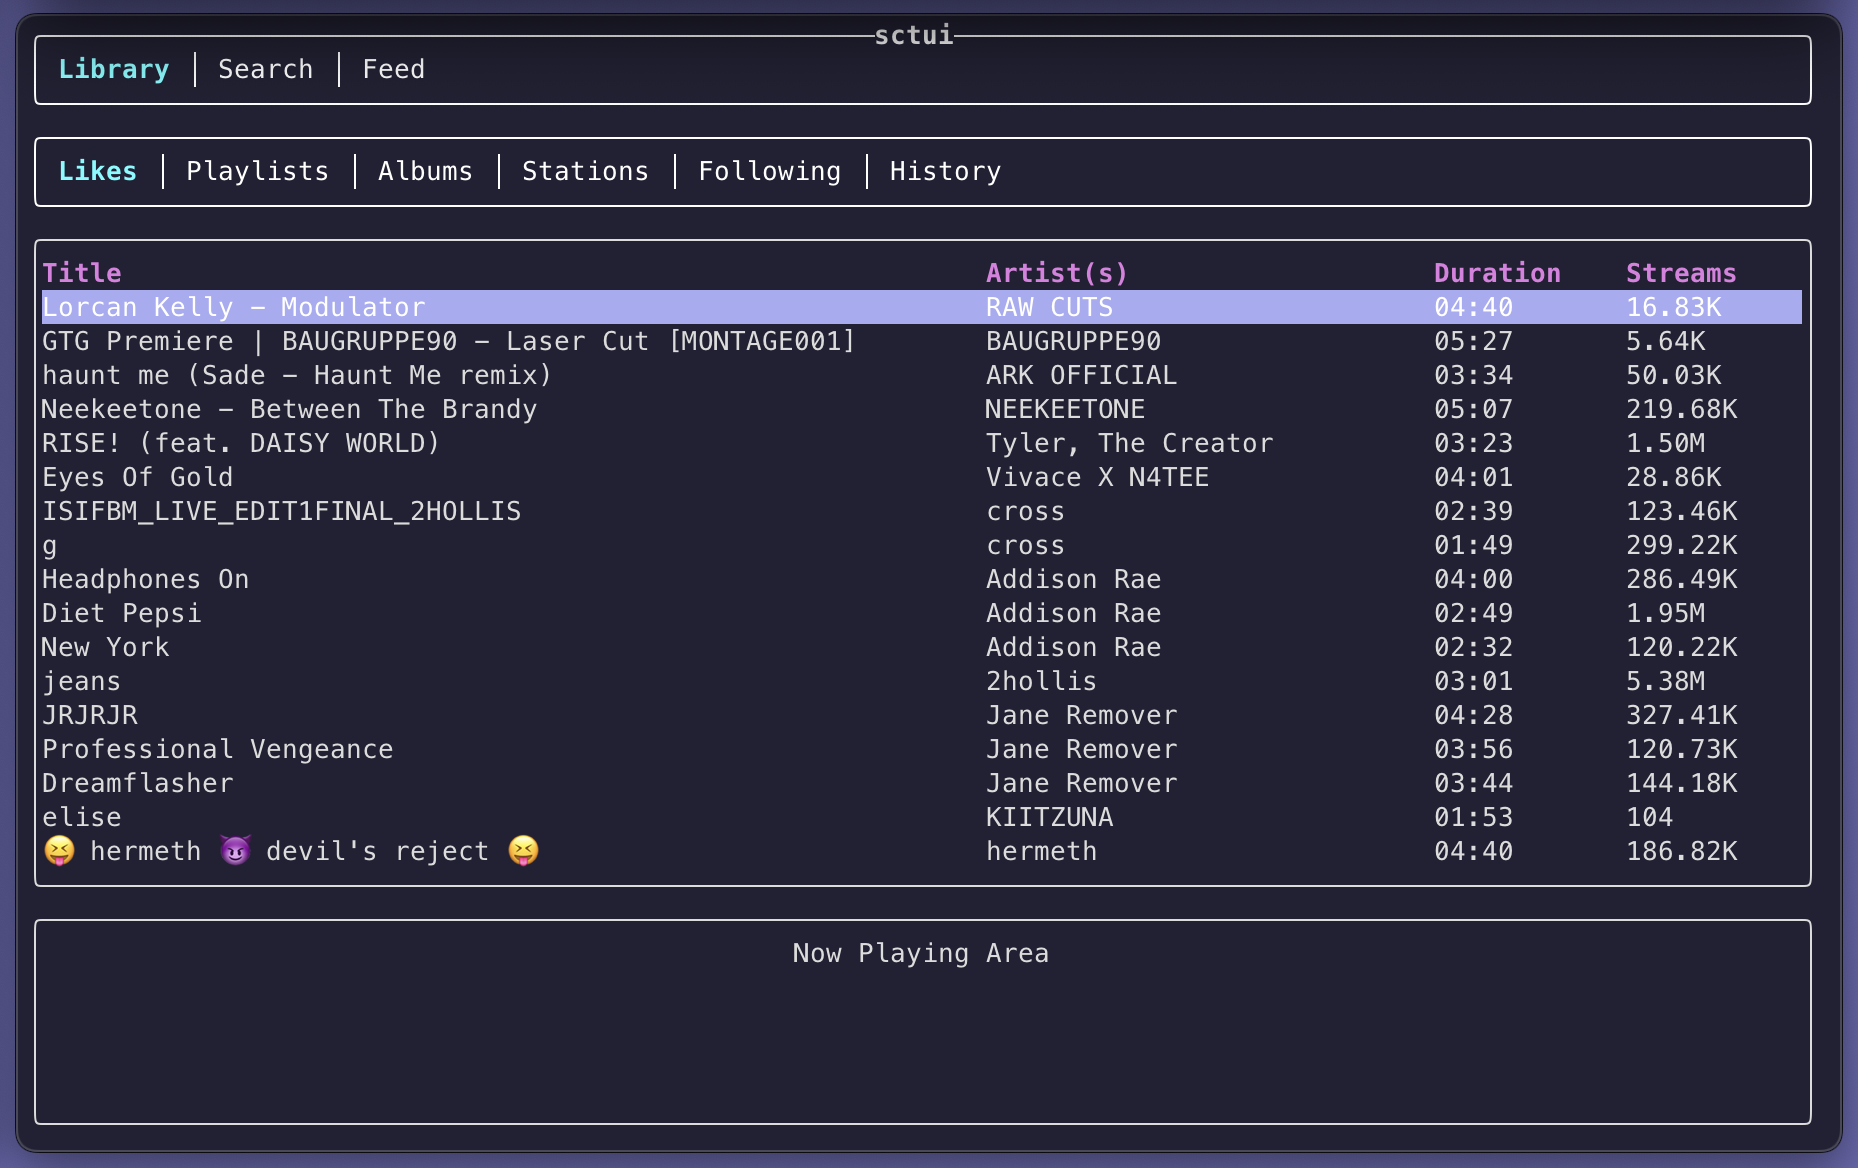 sctui
Library | Search | Feed
Likes | Playlists | Albums | Stations | Following | History
Title Artist(s) Duration Streams
Lorcan Kelly – Modulator RAW CUTS 04:40 16.83K
GTG Premiere | BAUGRUPPE90 – Laser Cut [MONTAGE001] BAUGRUPPE90 05:27 5.64K
haunt me (Sade – Haunt Me remix) ARK OFFICIAL 03:34 50.03K
Neekeetone – Between The Brandy NEEKEETONE 05:07 219.68K
RISE! (feat. DAISY WORLD) Tyler, The Creator 03:23 1.50M
Eyes Of Gold Vivace X N4TEE 04:01 28.86K
ISIFBM_LIVE_EDIT1FINAL_2HOLLIS cross 02:39 123.46K
g cross 01:49 299.22K
Headphones On Addison Rae 04:00 286.49K
Diet Pepsi Addison Rae 02:49 1.95M
New York Addison Rae 02:32 120.22K
jeans 2hollis 03:01 5.38M
JRJRJR Jane Remover 04:28 327.41K
Professional Vengeance Jane Remover 03:56 120.73K
Dreamflasher Jane Remover 03:44 144.18K
elise KIITZUNA 01:53 104
😝 hermeth 😈 devil's reject 😝 hermeth 04:40 186.82K
Now Playing Area